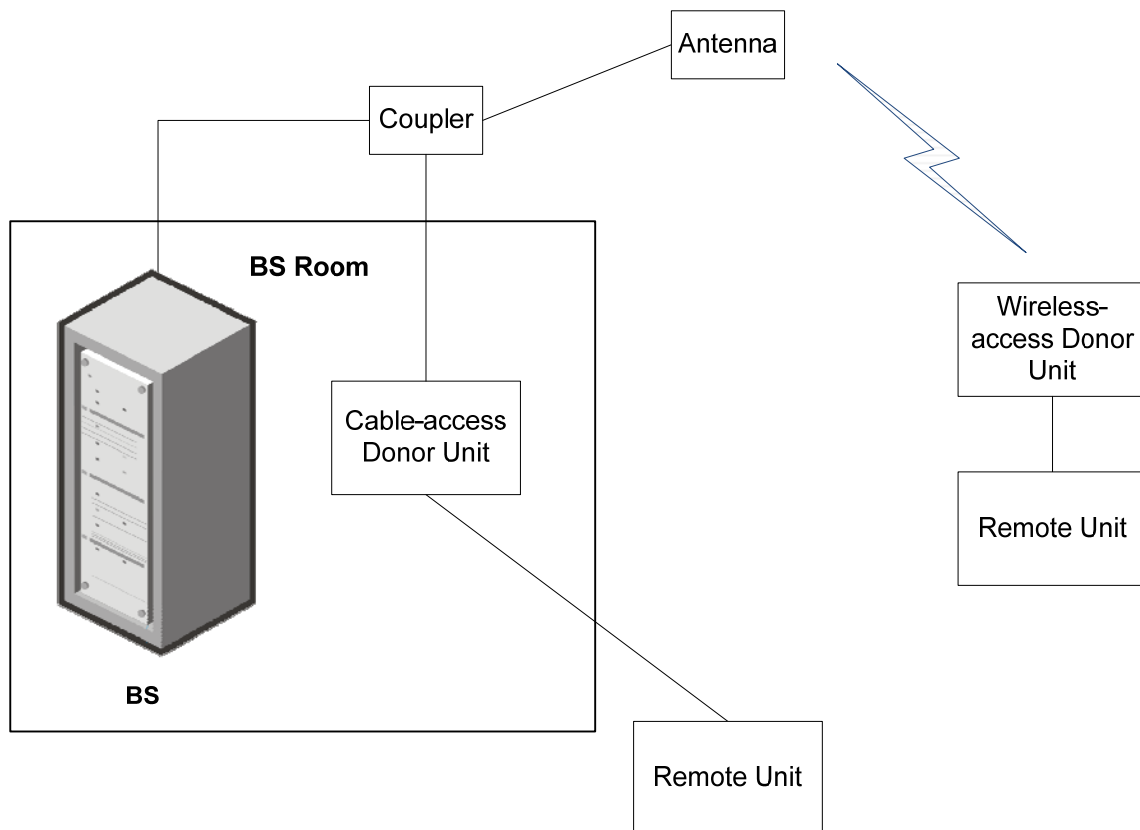 Antenna
Coupler
BS Room
Wireless-
access Donor
Unit
Cable-access
Donor Unit
Remote Unit
BS
Remote Unit